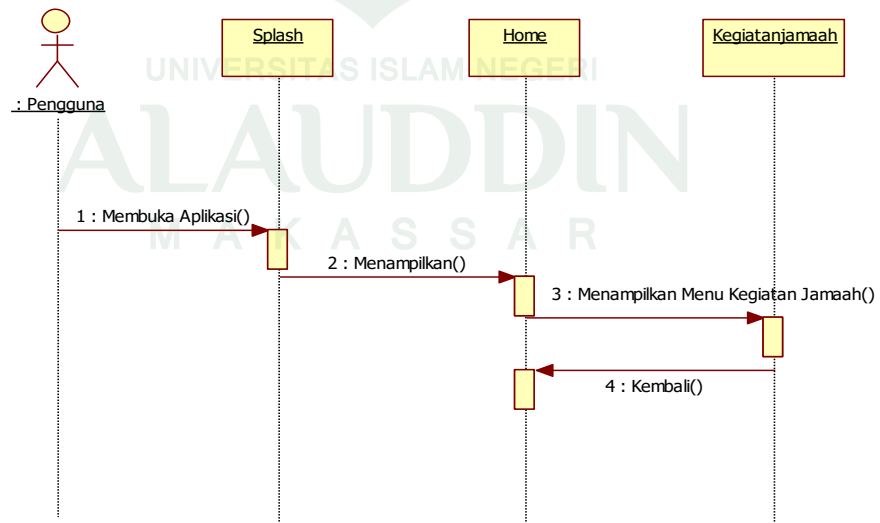 Splash
Home
Kegiatanjamaah
UNIVERSITAS ISLAM NEGERI
: Pengguna
ALAUDDIN
1 : Membuka Aplikasi()
MAKASSAR
2 : Menampilkan()
3 : Menampilkan Menu Kegiatan Jamaah()
4 : Kembali()